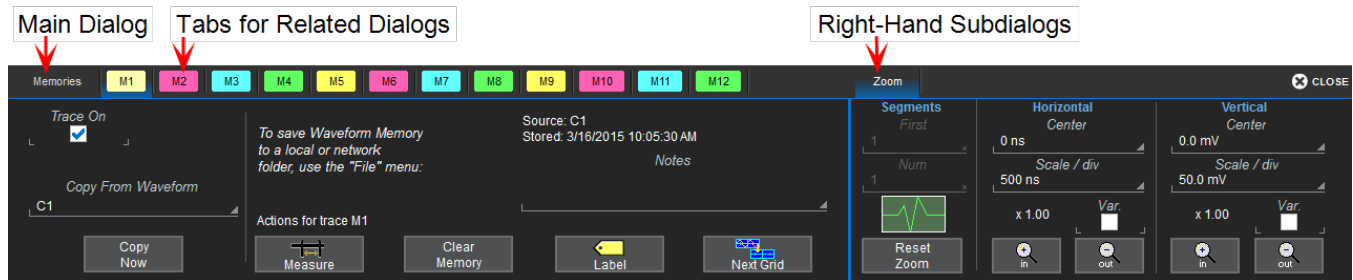 Main Dialog Tabs for Related Dialogs Right-Hand Subdialogs
Memories M1 M2 M3 M4 M5 M6 M7 M8 M9 M10 M11 M12 Zoom CLOSE
Trace On
Copy From Waveform
C1
Copy
Now
To save Waveform Memory
to a local or network
folder, use the "File" menu:
Actions for trace M1
Measure
Clear
Memory
Source: C1
Stored: 3/16/2015 10:05:30 AM
Notes
Label
Next Grid
Segments
First
1
Num
1
Reset
Zoom
Horizontal
Center
0 ns
Scale / div
500 ns
x 1.00
Var.
in
out
Vertical
Center
0.0 mV
Scale / div
50.0 mV
x 1.00
Var.
in
out